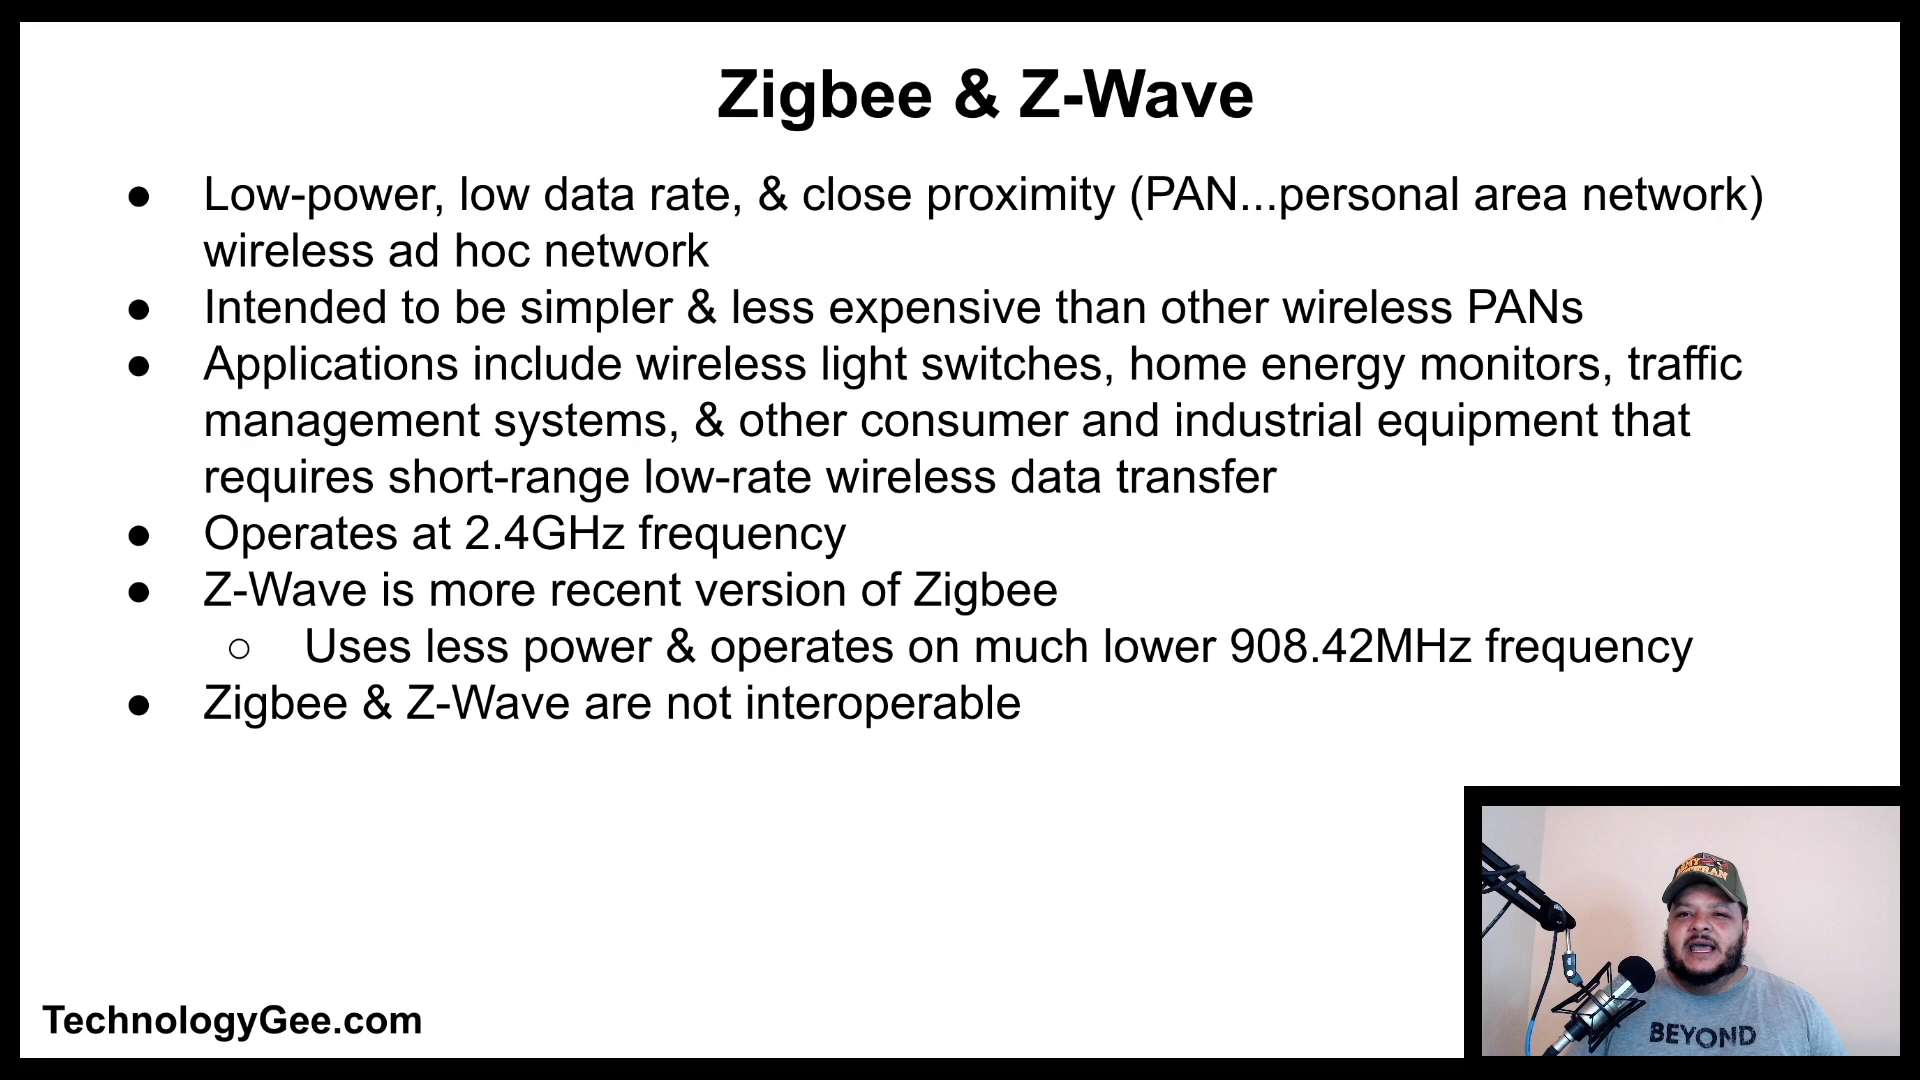 Zigbee & Z-Wave
● Low-power, low data rate, & close proximity (PAN...personal area network)
wireless ad hoc network
● Intended to be simpler & less expensive than other wireless PANs
● Applications include wireless light switches, home energy monitors, traffic
management systems, & other consumer and industrial equipment that
requires short-range low-rate wireless data transfer
● Operates at 2.4GHz frequency
● Z-Wave is more recent version of Zigbee
○ Uses less power & operates on much lower 908.42MHz frequency
● Zigbee & Z-Wave are not interoperable
BEYOND
TechnologyGee.com